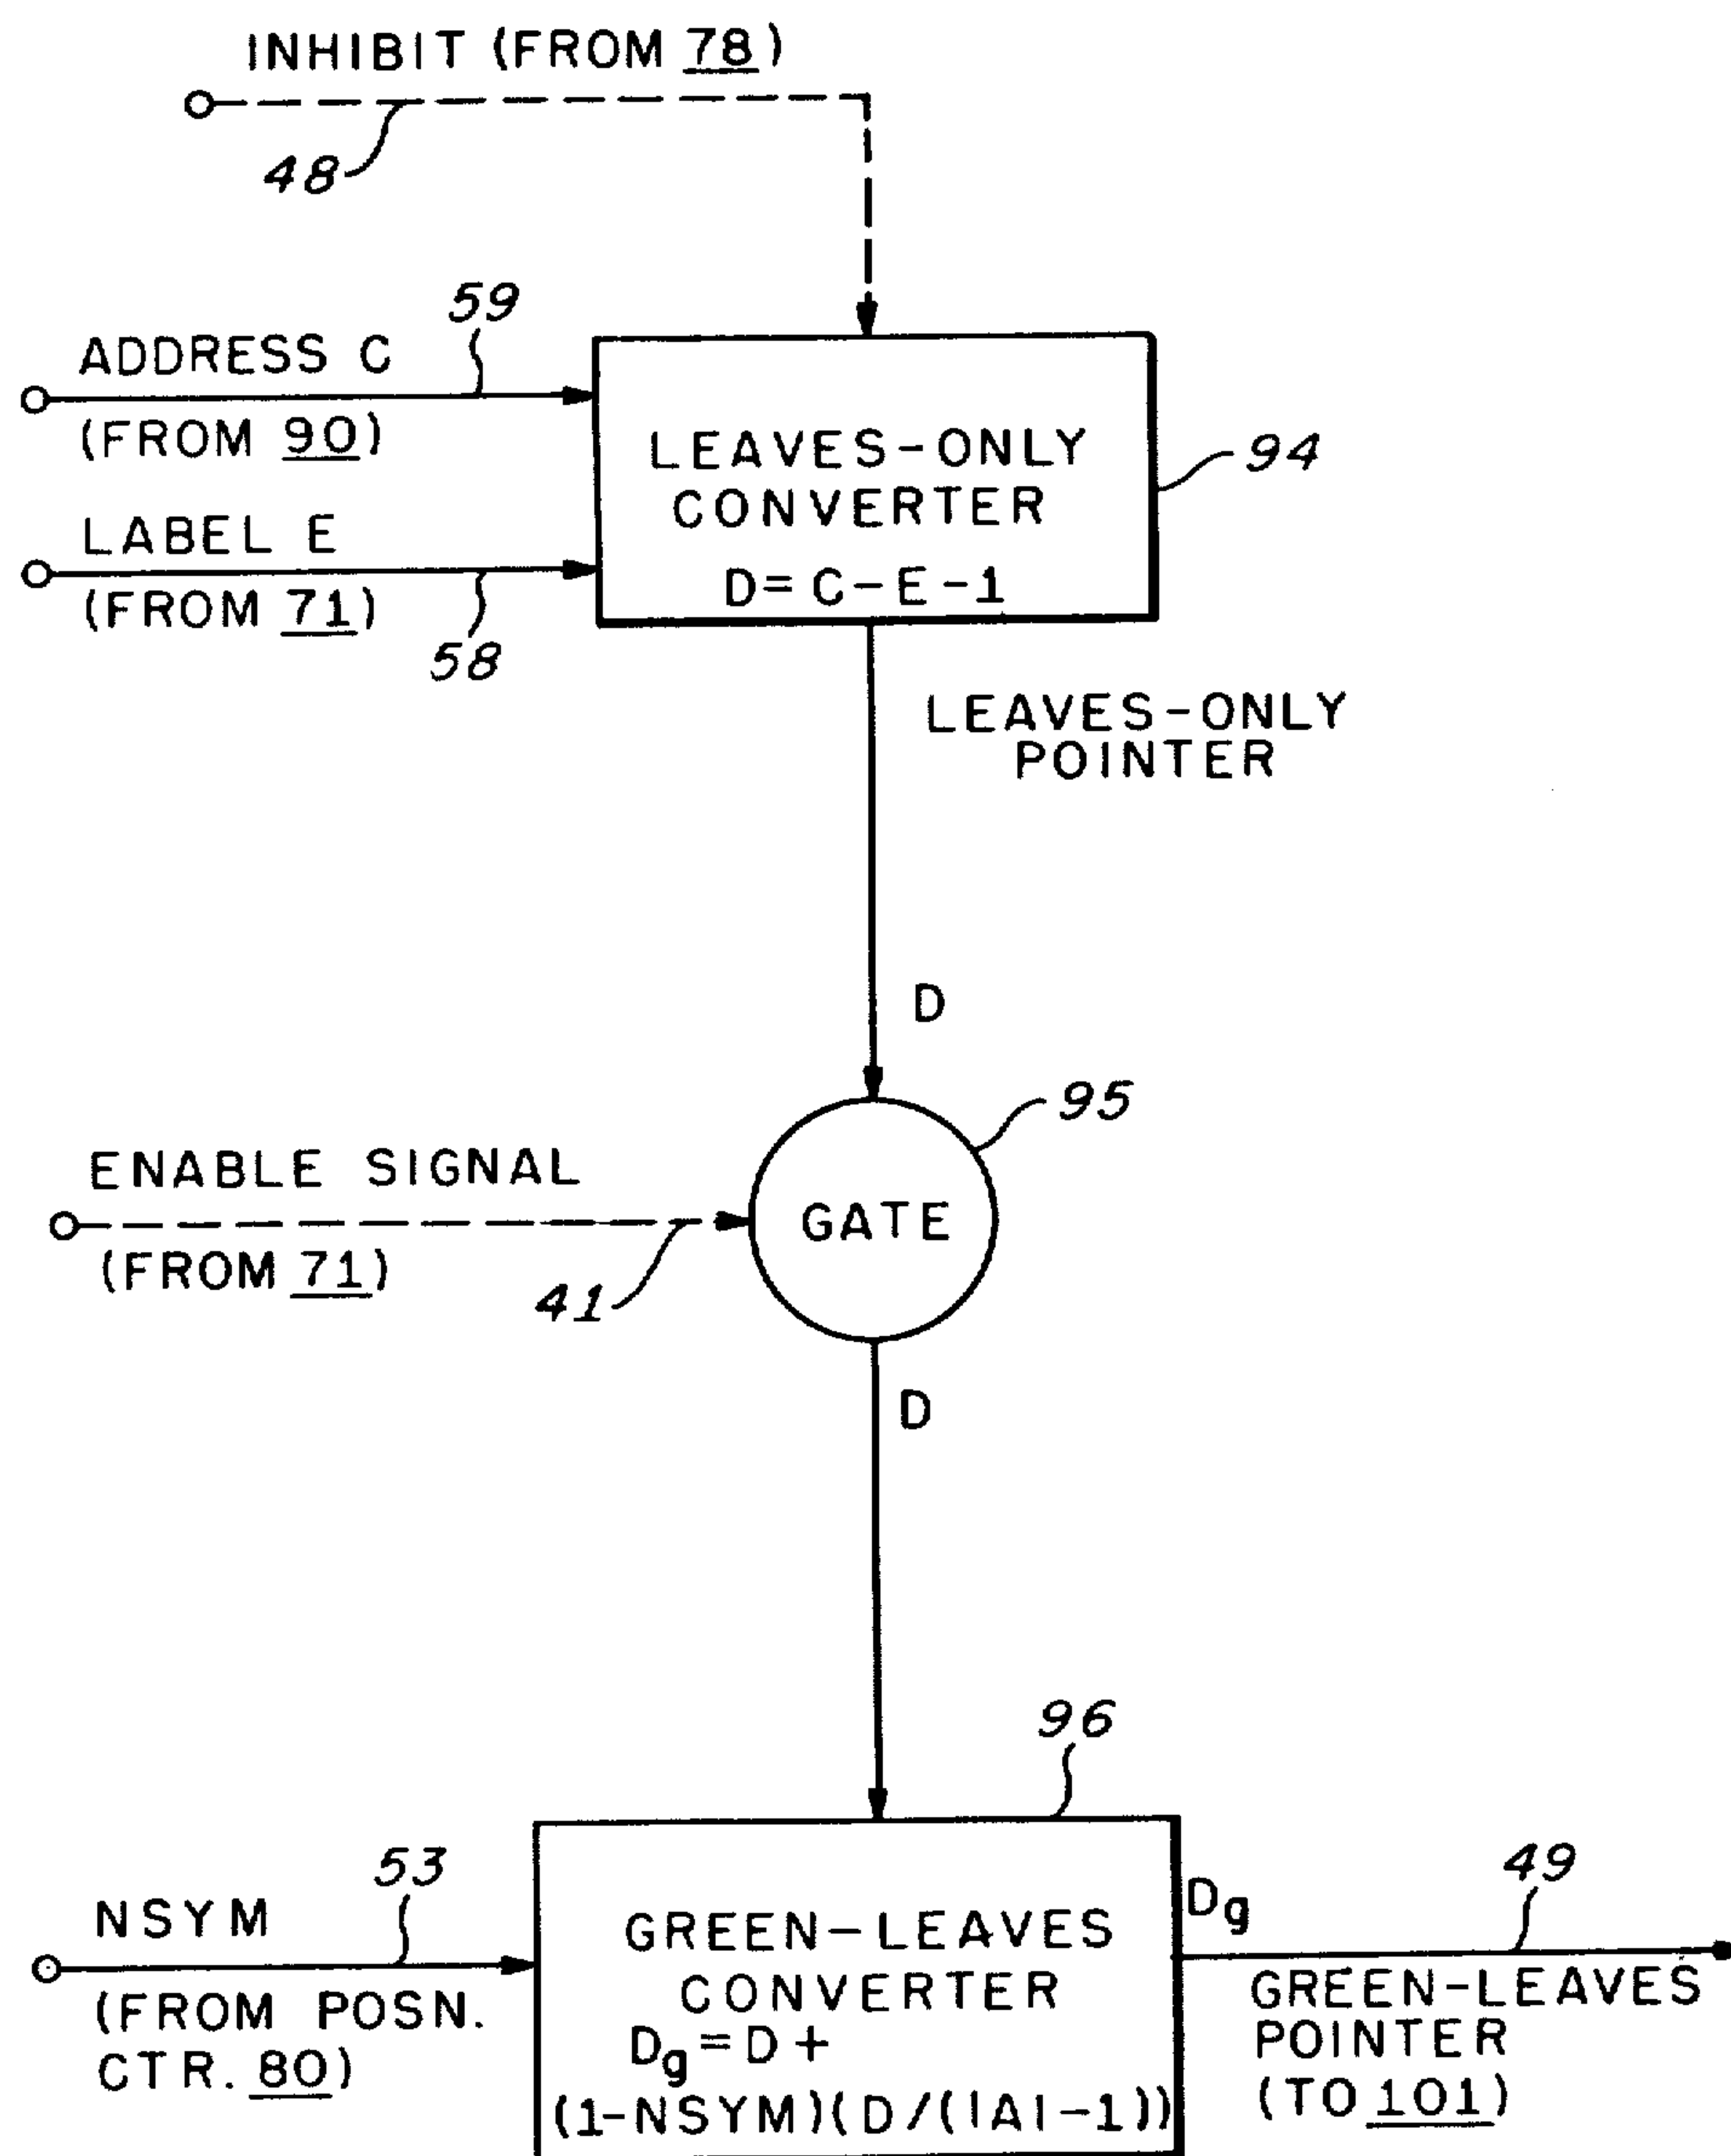 INHIBIT (FROM 78)
48
59
ADDRESS C
(FROM 90)
LEAVES-ONLY
CONVERTER
D=C-E-1
94
LABEL E
(FROM 71)
58
LEAVES-ONLY
POINTER
D
95
ENABLE SIGNAL
(FROM 71)
41
GATE
D
96
53
NSYM
(FROM POSN.
CTR. 80)
GREEN-LEAVES
CONVERTER
Dg=D+
(1-NSYM)(D/(|A|-1))
Dg
49
GREEN-LEAVES
POINTER
(TO 101)